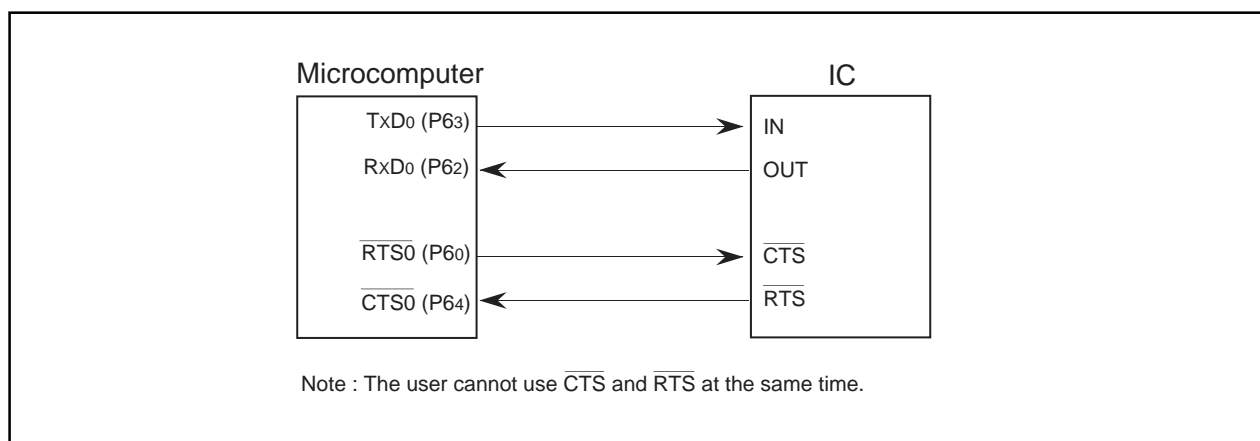 Microcomputer IC
TxD0 (P63) IN
RxD0 (P62) OUT
RTS0 (P60) CTS
CTS0 (P64) RTS
Note : The user cannot use CTS and RTS at the same time.